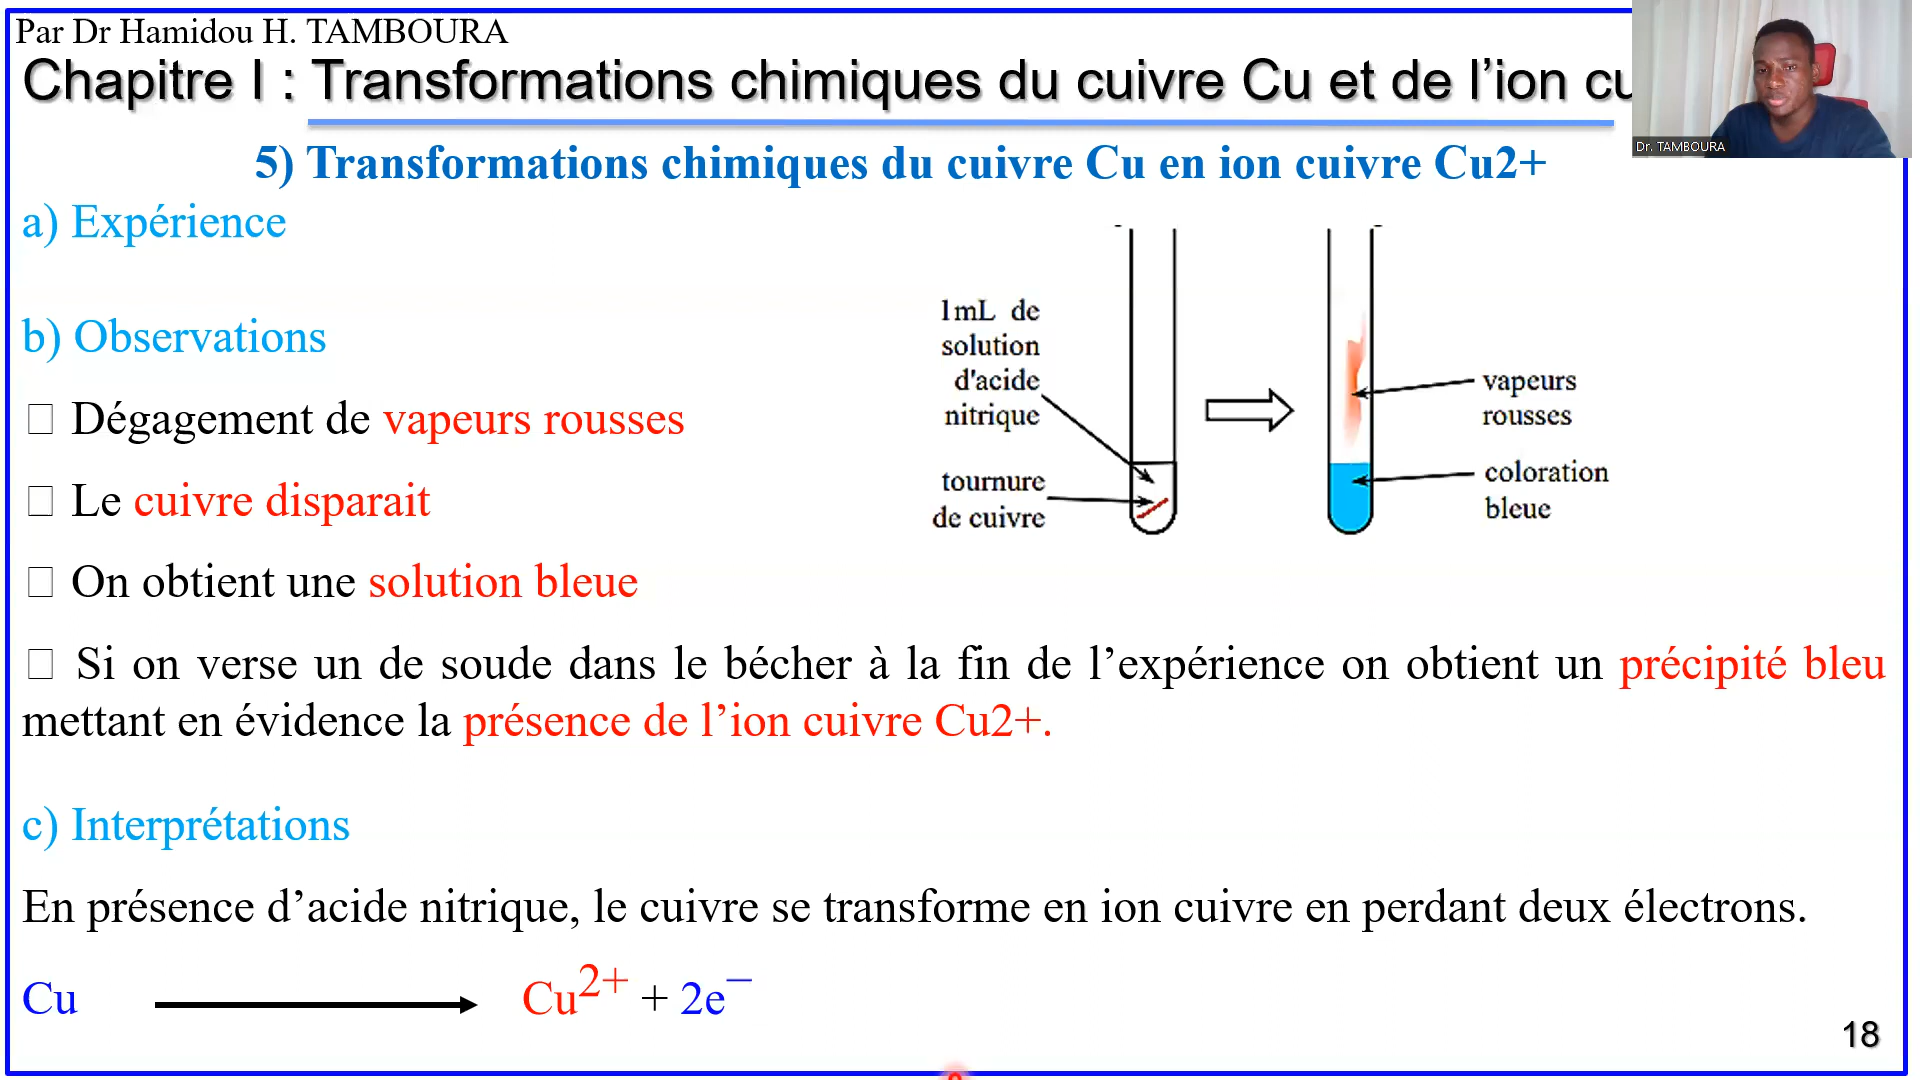 Par Dr Hamidou H. TAMBOURA
Chapitre I : Transformations chimiques du cuivre Cu et de l’ion cu
Dr. TAMBOURA
5) Transformations chimiques du cuivre Cu en ion cuivre Cu2+
a) Expérience
1mL de
solution
d'acide
nitrique
tournure
de cuivre
vapeurs
rousses
coloration
bleue
b) Observations
Dégagement de vapeurs rousses
Le cuivre disparait
On obtient une solution bleue
Si on verse un de soude dans le bécher à la fin de l’expérience on obtient un précipité bleu
mettant en évidence la présence de l’ion cuivre Cu2+.
c) Interprétations
En présence d’acide nitrique, le cuivre se transforme en ion cuivre en perdant deux électrons.
Cu → Cu²⁺ + 2e⁻
18